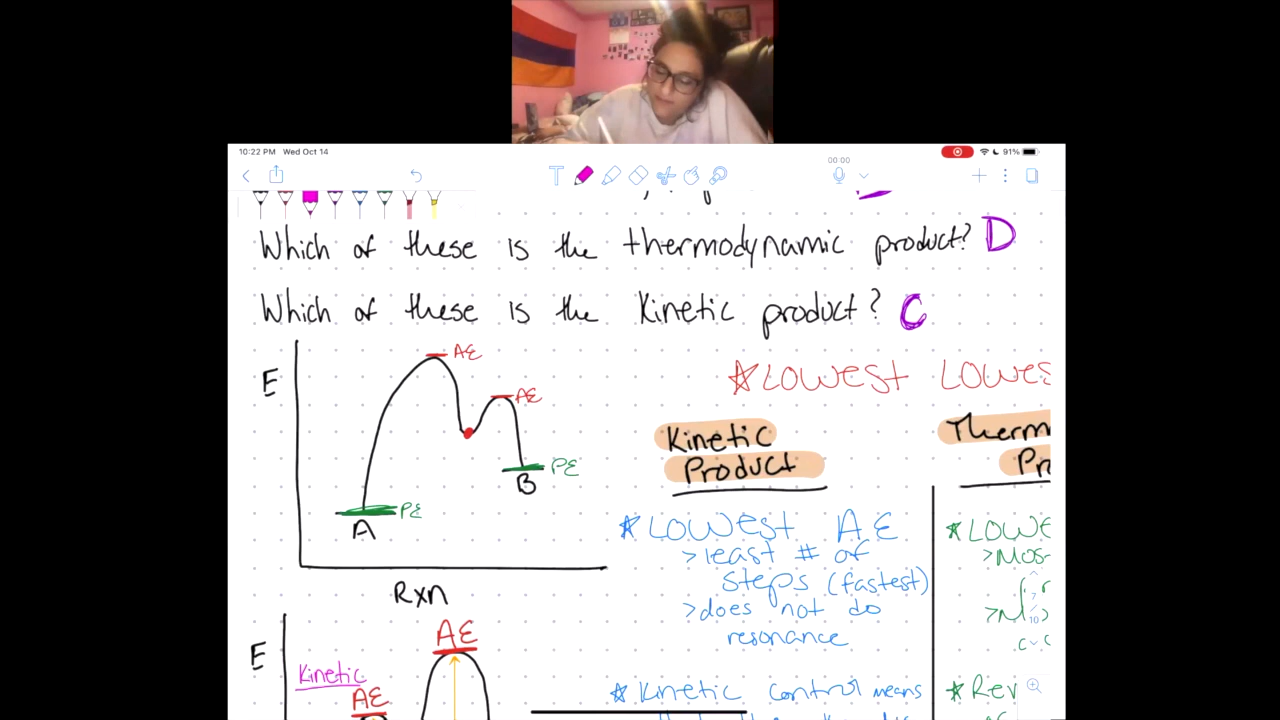 10:22 PM Wed Oct 14
00:00
91%
Which of these is the thermodynamic product? D
Which of these is the Kinetic product? C
E
AE
AE
PE
B
PE
A
Rxn
☆LOWEST LOWES
Kinetic
Product
Therm
Pr
☆LOWEST AE
>least # of
steps (fastest)
>does not do
resonance
☆LOWE
>Mos
E
AE
Kinetic
AE
☆Kinetic control means
☆Rev